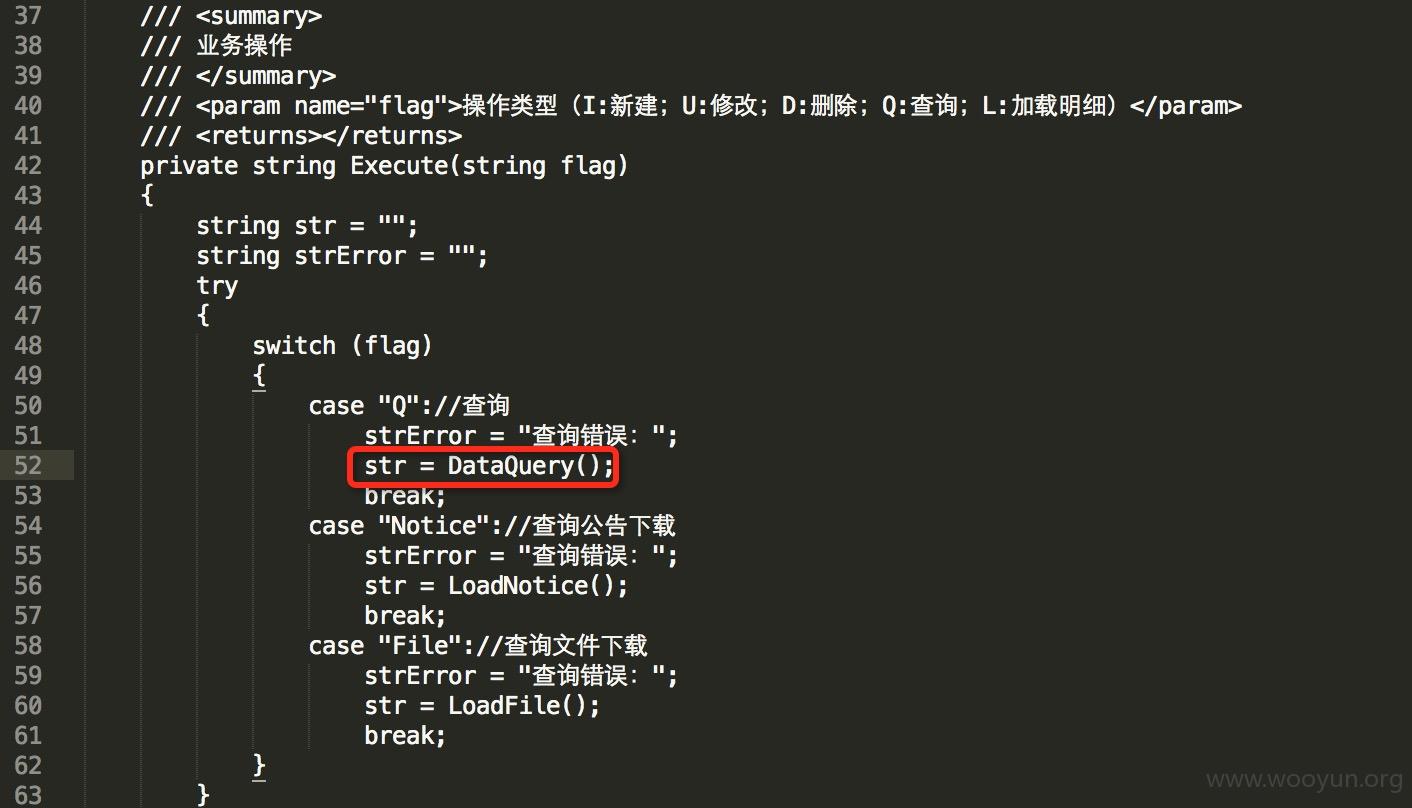 37 /// <summary>
38 /// 业务操作
39 /// </summary>
40 /// <param name="flag">操作类型（I:新建；U:修改；D:删除；Q:查询；L:加载明细）</param>
41 /// <returns></returns>
42 private string Execute(string flag)
43 {
44 string str = "";
45 string strError = "";
46 try
47 {
48 switch (flag)
49 {
50 case "Q"://查询
51 strError = "查询错误：";
52 str = DataQuery();
53 break;
54 case "Notice"://查询公告下载
55 strError = "查询错误：";
56 str = LoadNotice();
57 break;
58 case "File"://查询文件下载
59 strError = "查询错误：";
60 str = LoadFile();
61 break;
62 }
63 }
www.wooyun.org